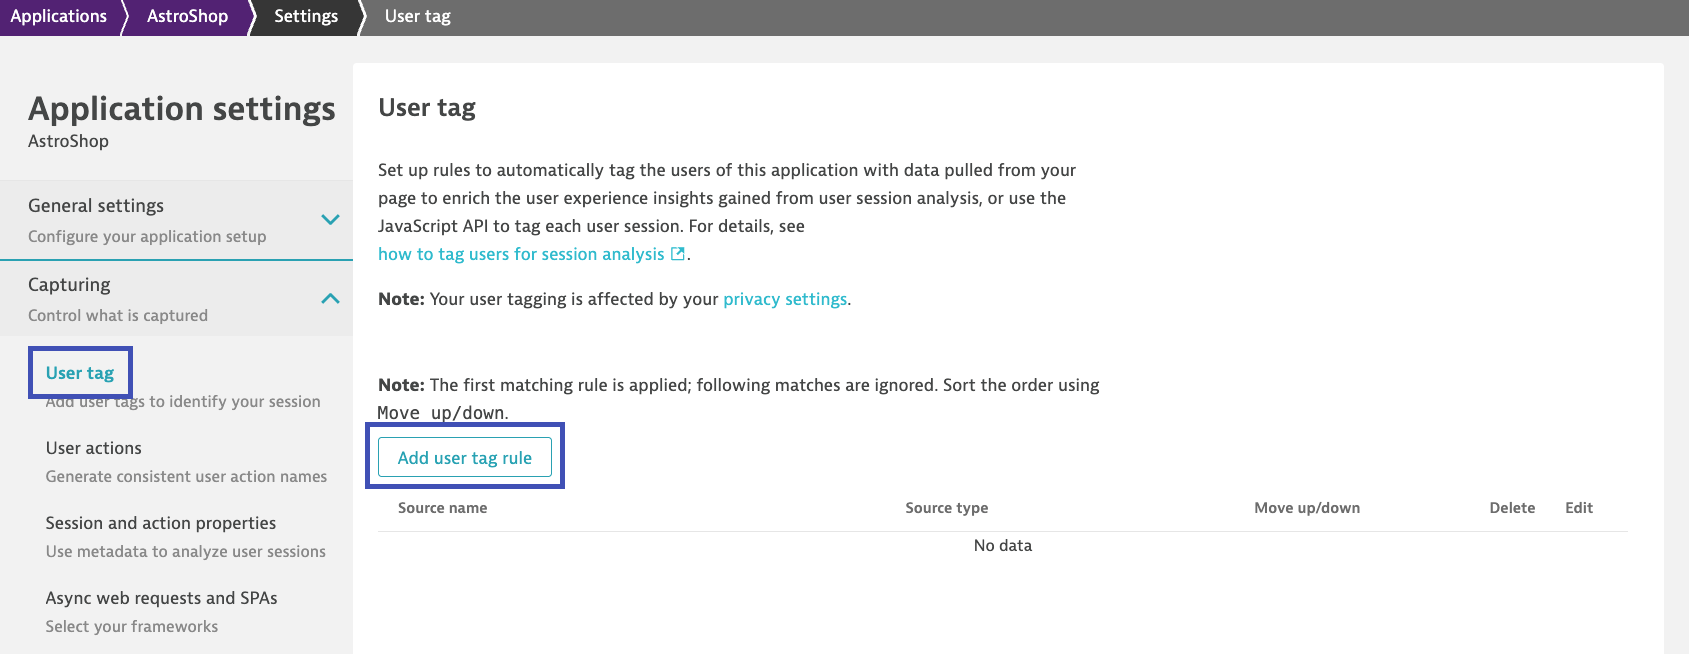 Applications AstroShop Settings User tag
Application settings
AstroShop
General settings
Configure your application setup
Capturing
Control what is captured
User tag
Add user tags to identify your session
User actions
Generate consistent user action names
Session and action properties
Use metadata to analyze user sessions
Async web requests and SPAs
Select your frameworks
User tag
Set up rules to automatically tag the users of this application with data pulled from your
page to enrich the user experience insights gained from user session analysis, or use the
JavaScript API to tag each user session. For details, see
how to tag users for session analysis.
Note: Your user tagging is affected by your privacy settings.
Note: The first matching rule is applied; following matches are ignored. Sort the order using
Move up/down.
Add user tag rule
Source name Source type Move up/down Delete Edit
No data